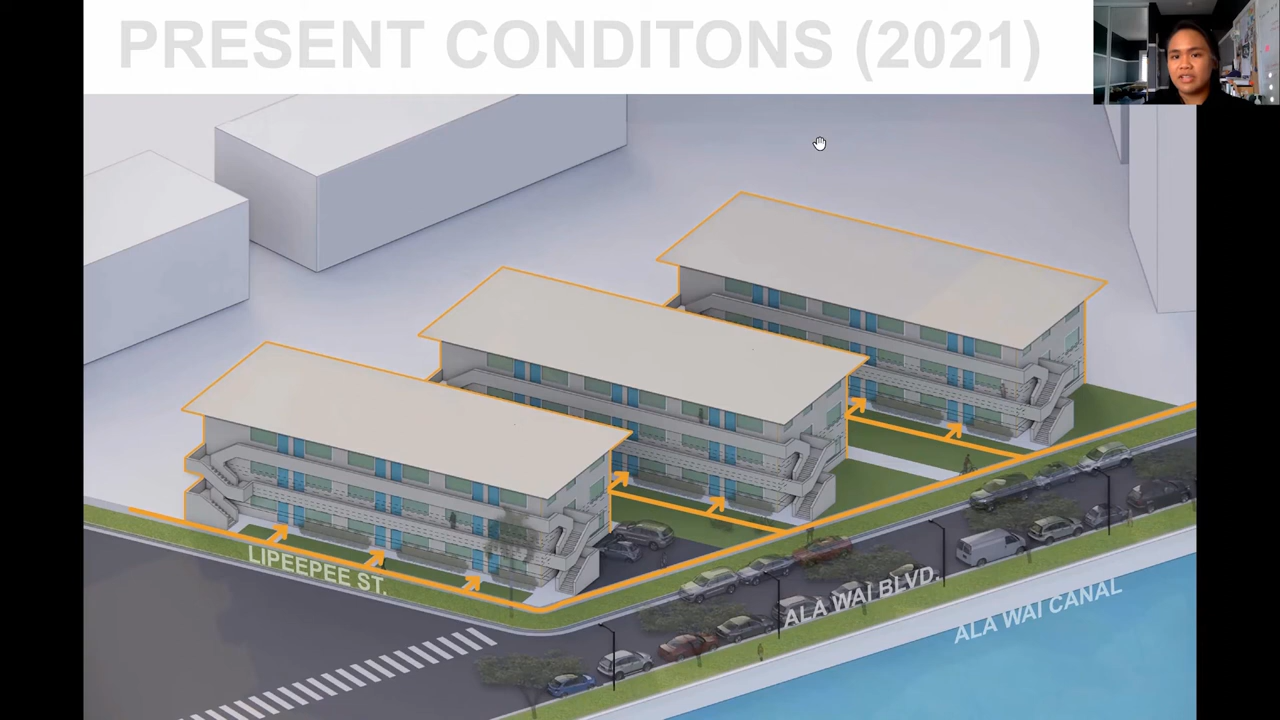 PRESENT CONDITONS (2021)
LIPEEPEE ST.
ALA WAI BLVD.
ALA WAI CANAL